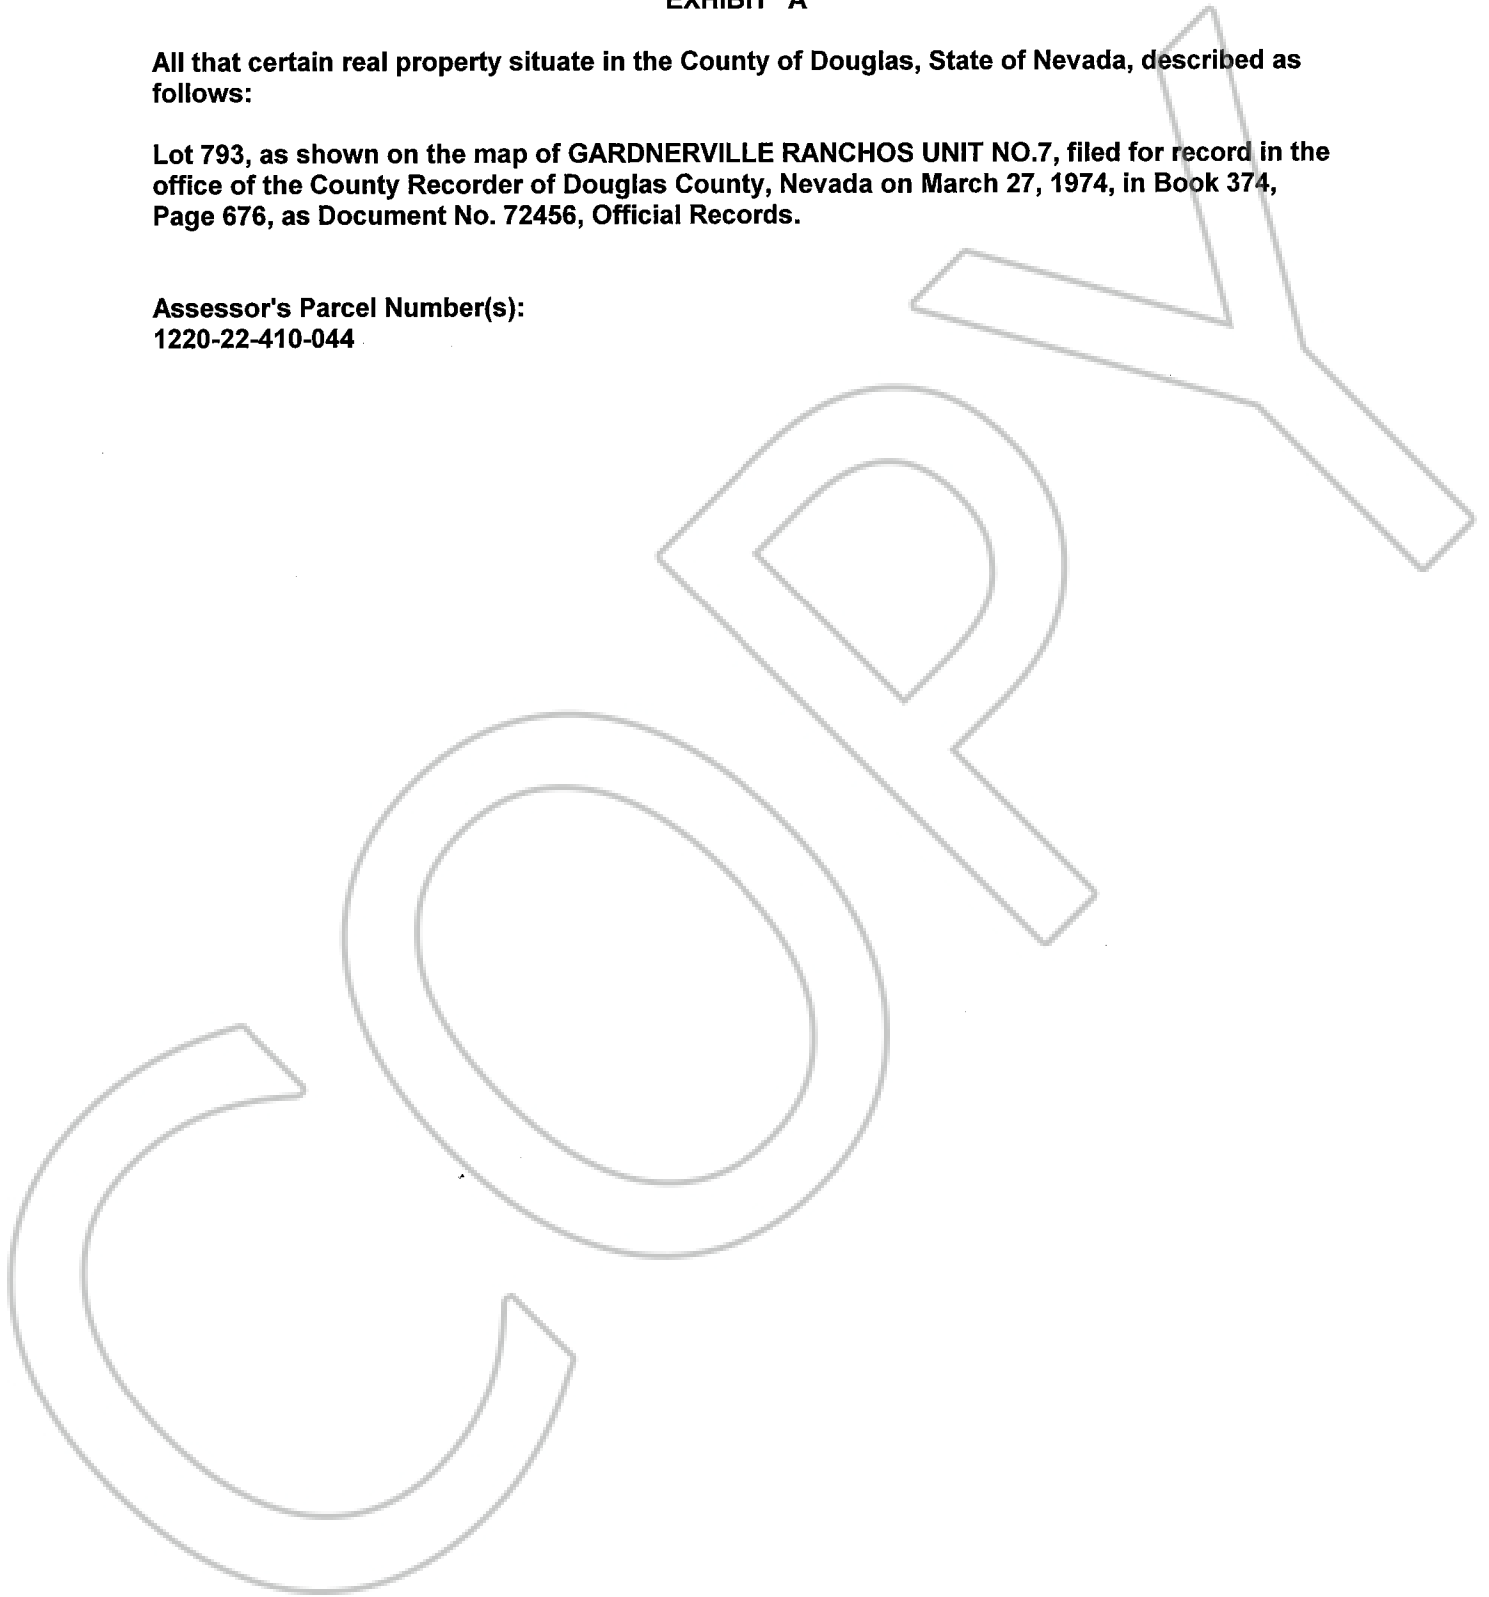 EXHIBIT "A"
All that certain real property situate in the County of Douglas, State of Nevada, described as
follows:
Lot 793, as shown on the map of GARDNERVILLE RANCHOS UNIT NO.7, filed for record in the
office of the County Recorder of Douglas County, Nevada on March 27, 1974, in Book 374,
Page 676, as Document No. 72456, Official Records.
Assessor's Parcel Number(s):
1220-22-410-044
COPY